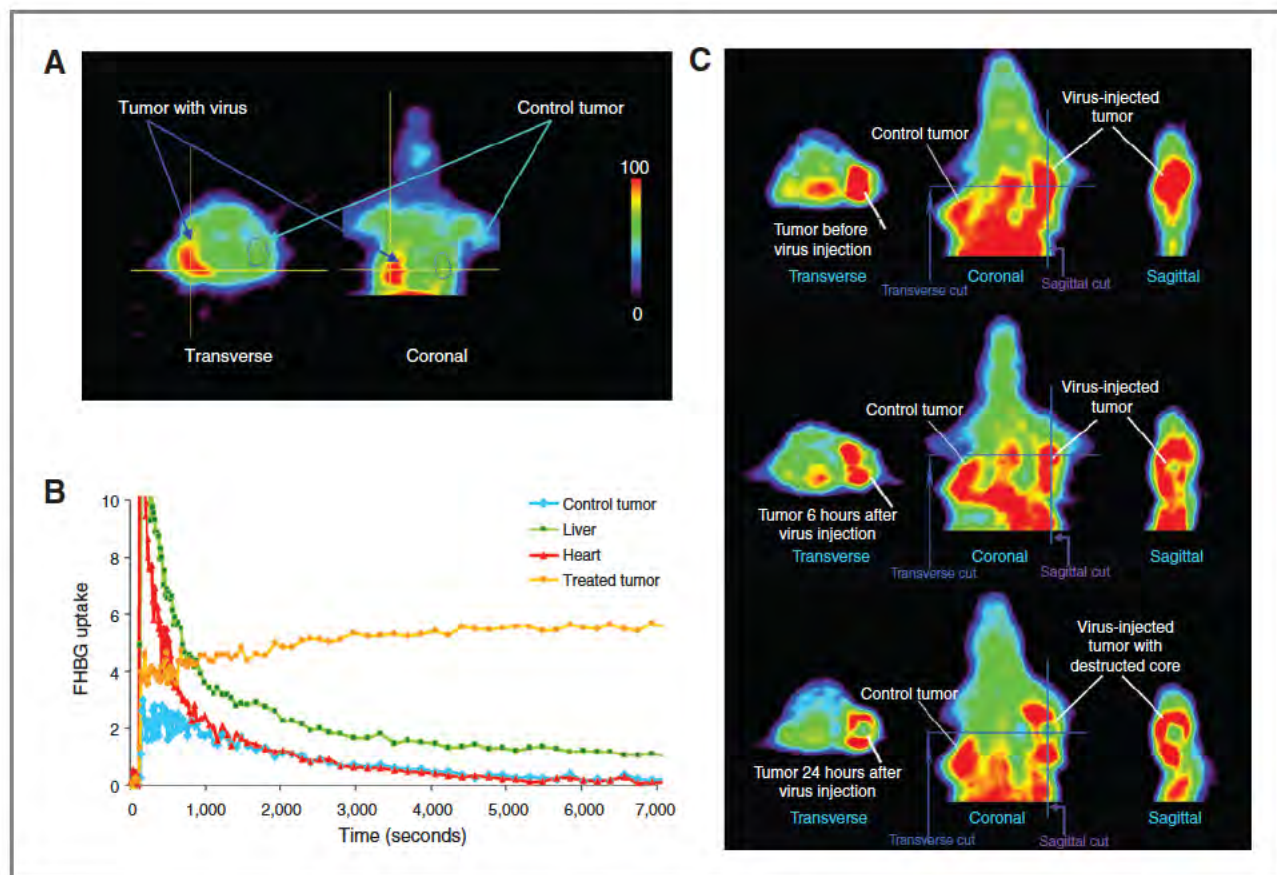 A
Tumor with virus
Control tumor
100
0
Transverse
Coronal
B
FHBG uptake
10
8
6
4
2
0
Control tumor
Liver
Heart
Treated tumor
0
1,000
2,000
3,000
4,000
5,000
6,000
7,000
Time (seconds)
C
Control tumor
Virus-injected
tumor
Tumor before
virus injection
Transverse
Transverse cut
Coronal
Sagittal cut
Sagittal
Control tumor
Virus-injected
tumor
Tumor 6 hours after
virus injection
Transverse
Transverse cut
Coronal
Sagittal cut
Sagittal
Control tumor
Virus-injected
tumor with
destructed core
Tumor 24 hours after
virus injection
Transverse
Transverse cut
Coronal
Sagittal cut
Sagittal